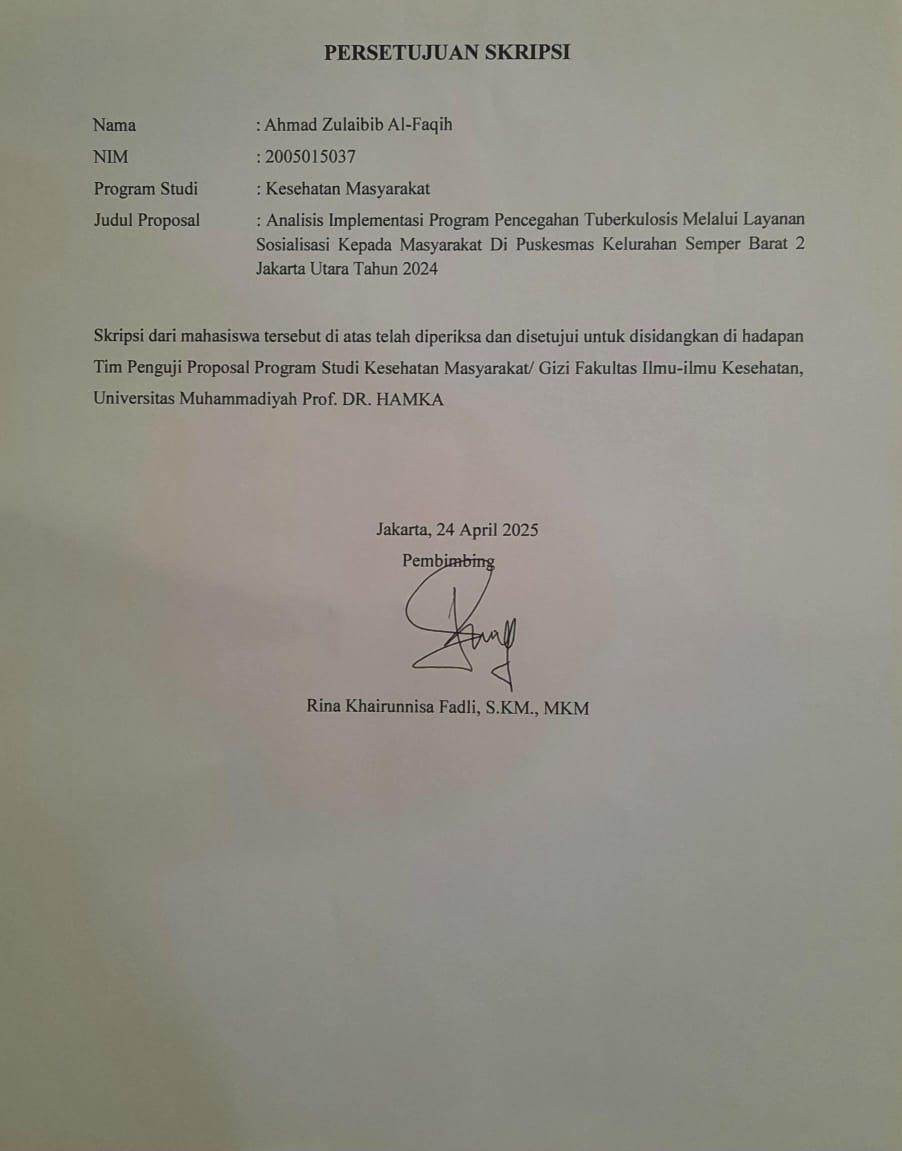 PERSETUJUAN SKRIPSI
Nama : Ahmad Zulaibib Al-Faqih
NIM : 2005015037
Program Studi : Kesehatan Masyarakat
Judul Proposal : Analisis Implementasi Program Pencegahan Tuberkulosis Melalui Layanan
Sosialisasi Kepada Masyarakat Di Puskesmas Kelurahan Semper Barat 2
Jakarta Utara Tahun 2024
Skripsi dari mahasiswa tersebut di atas telah diperiksa dan disetujui untuk disidangkan di hadapan
Tim Penguji Proposal Program Studi Kesehatan Masyarakat/ Gizi Fakultas Ilmu-ilmu Kesehatan,
Universitas Muhammadiyah Prof. DR. HAMKA
Jakarta, 24 April 2025
Pembimbing
Rina Khairunnisa Fadli, S.KM., MKM